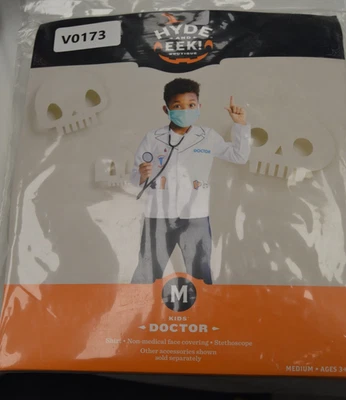 V0173
HYDE
AND
EEK!
BOUTIQUE
DOCTOR
M
KIDS
DOCTOR
Shirt • Non-medical face covering • Stethoscope
Other accessories shown
sold separately
MEDIUM • AGES 3